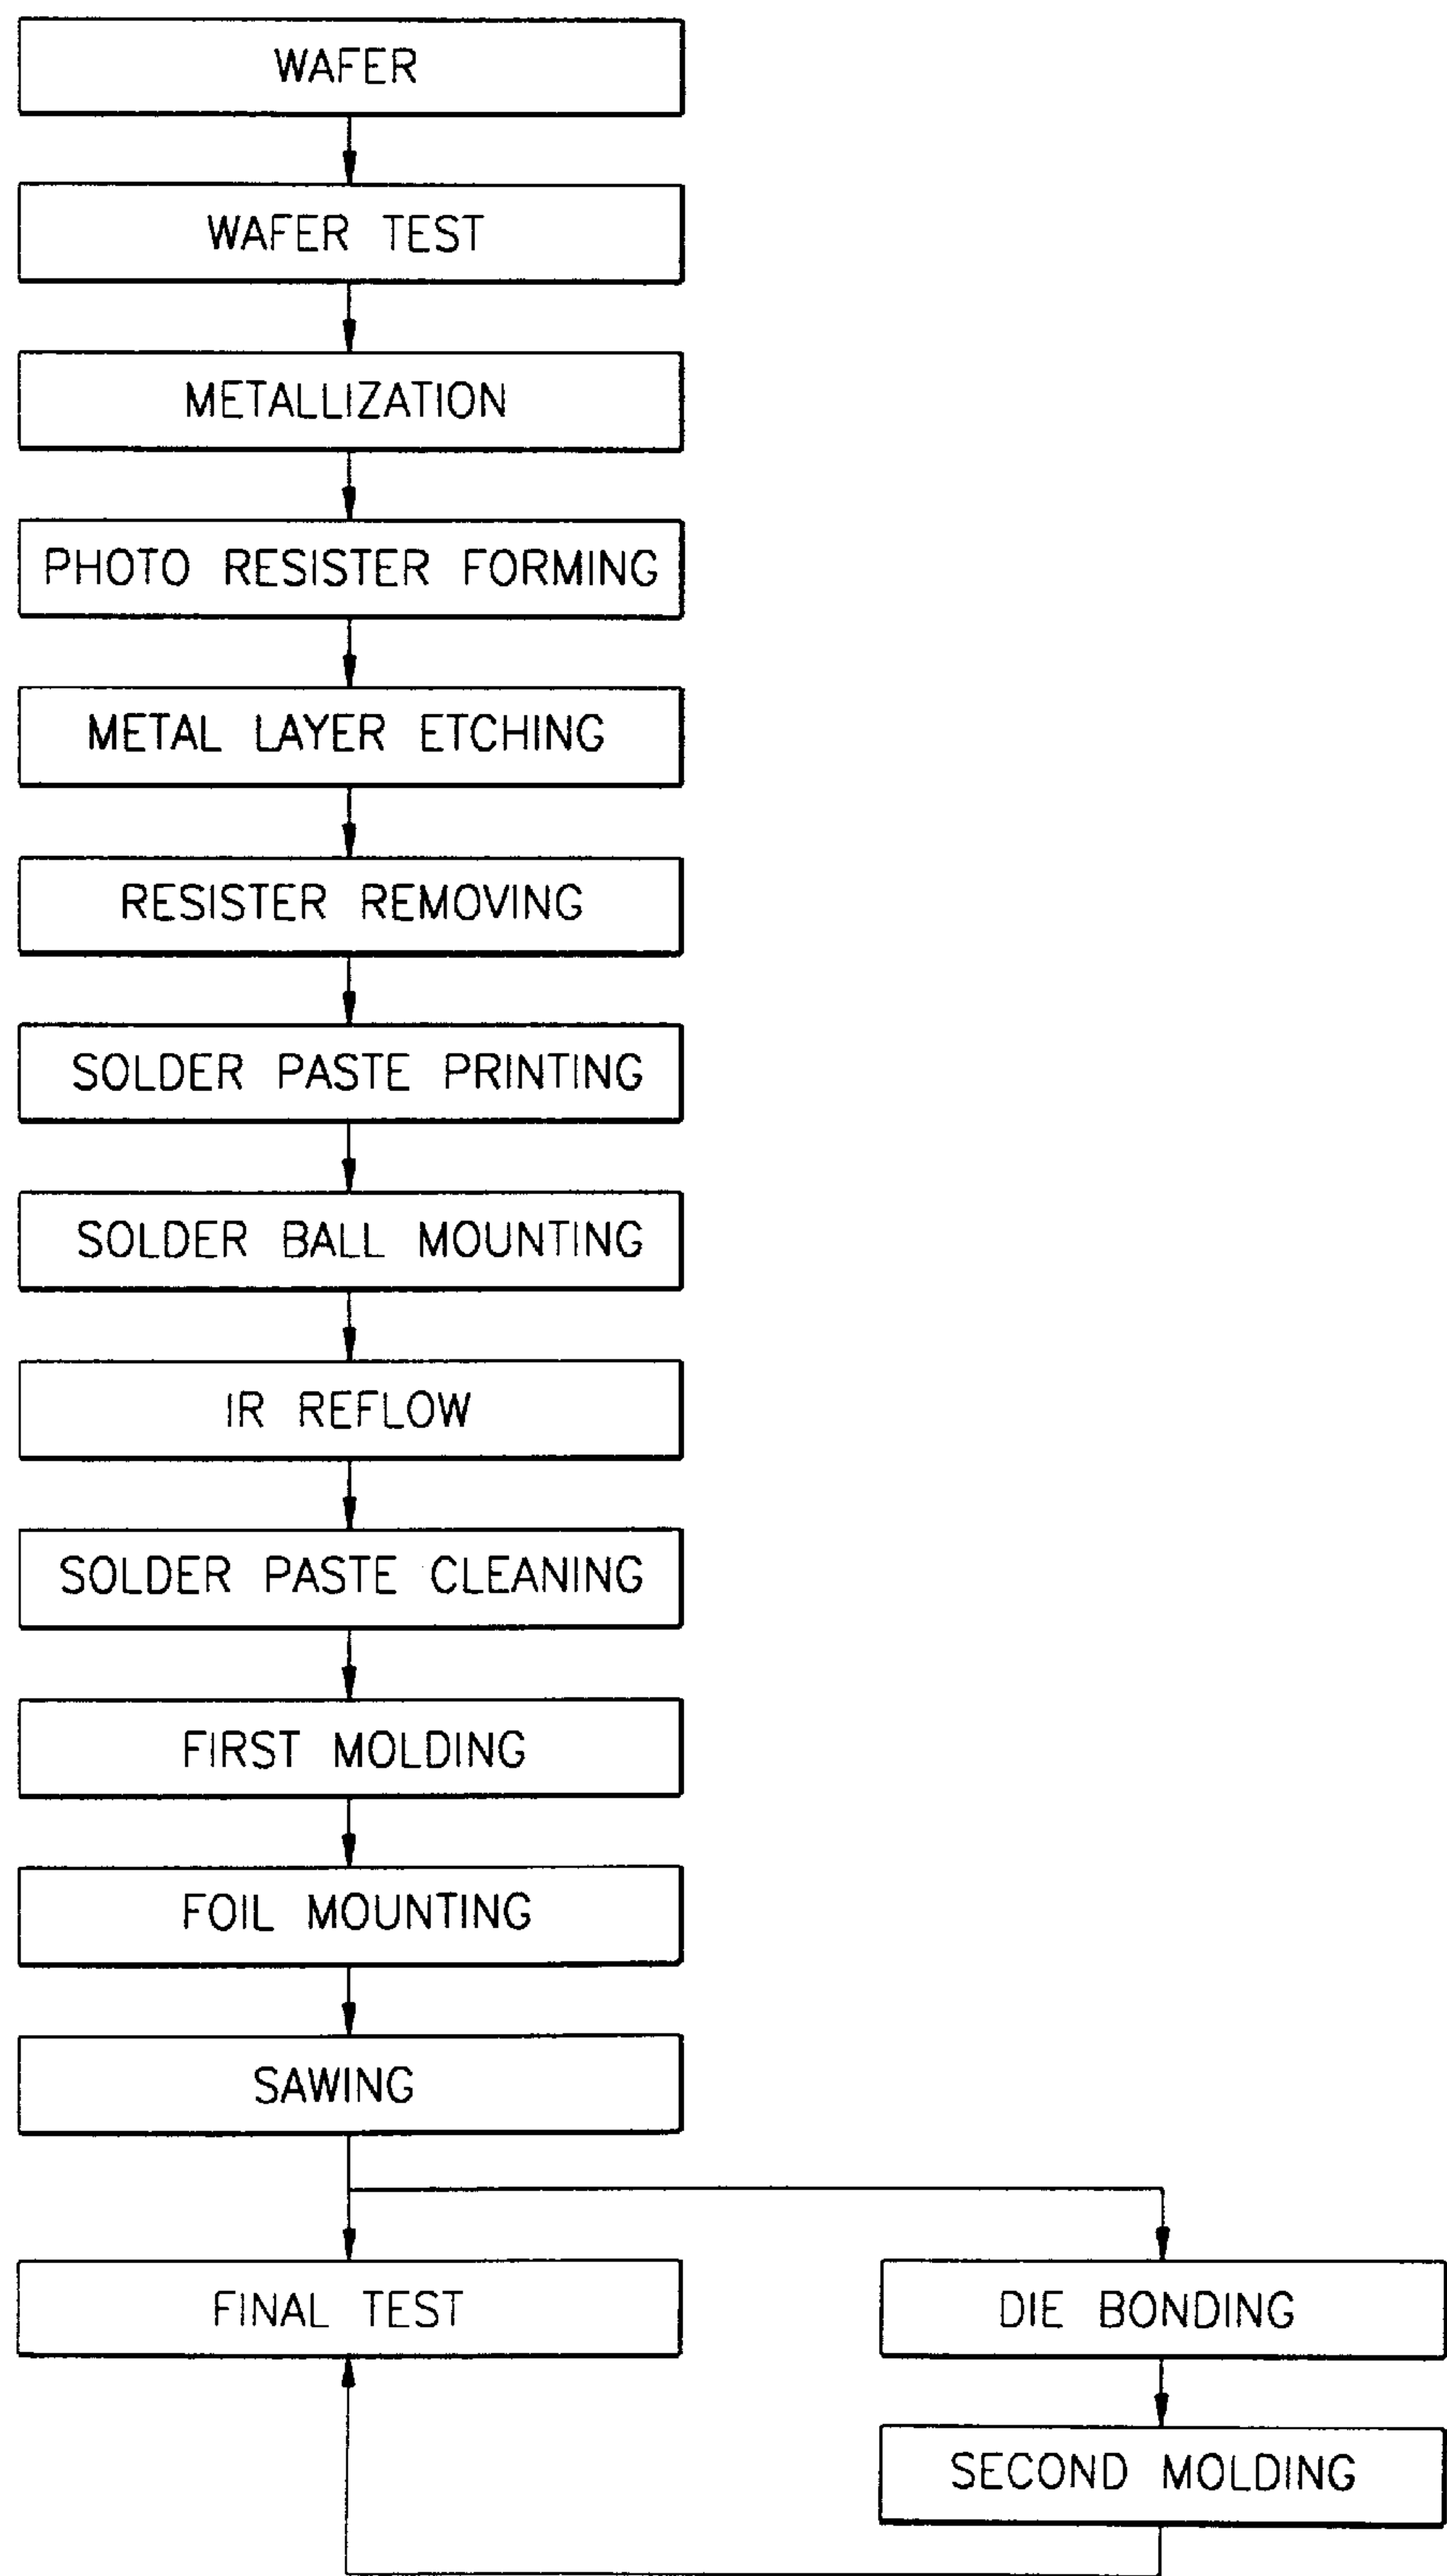 WAFER
WAFER TEST
METALLIZATION
PHOTO RESISTER FORMING
METAL LAYER ETCHING
RESISTER REMOVING
SOLDER PASTE PRINTING
SOLDER BALL MOUNTING
IR REFLOW
SOLDER PASTE CLEANING
FIRST MOLDING
FOIL MOUNTING
SAWING
FINAL TEST
DIE BONDING
SECOND MOLDING